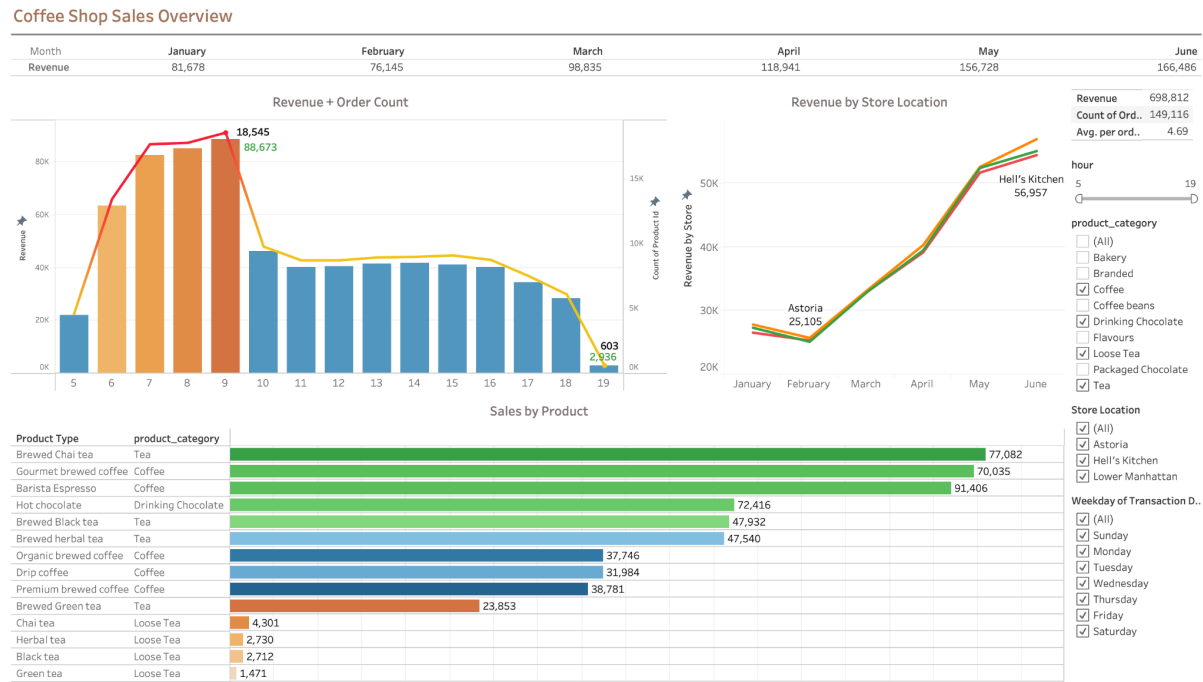 Coffee Shop Sales Overview
Month January February March April May June
Revenue 81,678 76,145 98,835 118,941 156,728 166,486
Revenue + Order Count
Revenue
80K
60K
40K
20K
0K
18,545
88,673
603
2,936
15K
10K
5K
0K
Count of Product Id
5 6 7 8 9 10 11 12 13 14 15 16 17 18 19
Revenue by Store Location
Revenue by Store
50K
40K
30K
20K
Astoria
25,105
Hell's Kitchen
56,957
January February March April May June
Revenue 698,812
Count of Ord.. 149,116
Avg. per ord.. 4.69
hour
5 19
product_category
(All)
Bakery
Branded
Coffee
Coffee beans
Drinking Chocolate
Flavours
Loose Tea
Packaged Chocolate
Tea
Store Location
(All)
Astoria
Hell's Kitchen
Lower Manhattan
Weekday of Transaction D..
(All)
Sunday
Monday
Tuesday
Wednesday
Thursday
Friday
Saturday
Sales by Product
Product Type product_category
Brewed Chai tea Tea 77,082
Gourmet brewed coffee Coffee 70,035
Barista Espresso Coffee 91,406
Hot chocolate Drinking Chocolate 72,416
Brewed Black tea Tea 47,932
Brewed herbal tea Tea 47,540
Organic brewed coffee Coffee 37,746
Drip coffee Coffee 31,984
Premium brewed coffee Coffee 38,781
Brewed Green tea Tea 23,853
Chai tea Loose Tea 4,301
Herbal tea Loose Tea 2,730
Black tea Loose Tea 2,712
Green tea Loose Tea 1,471